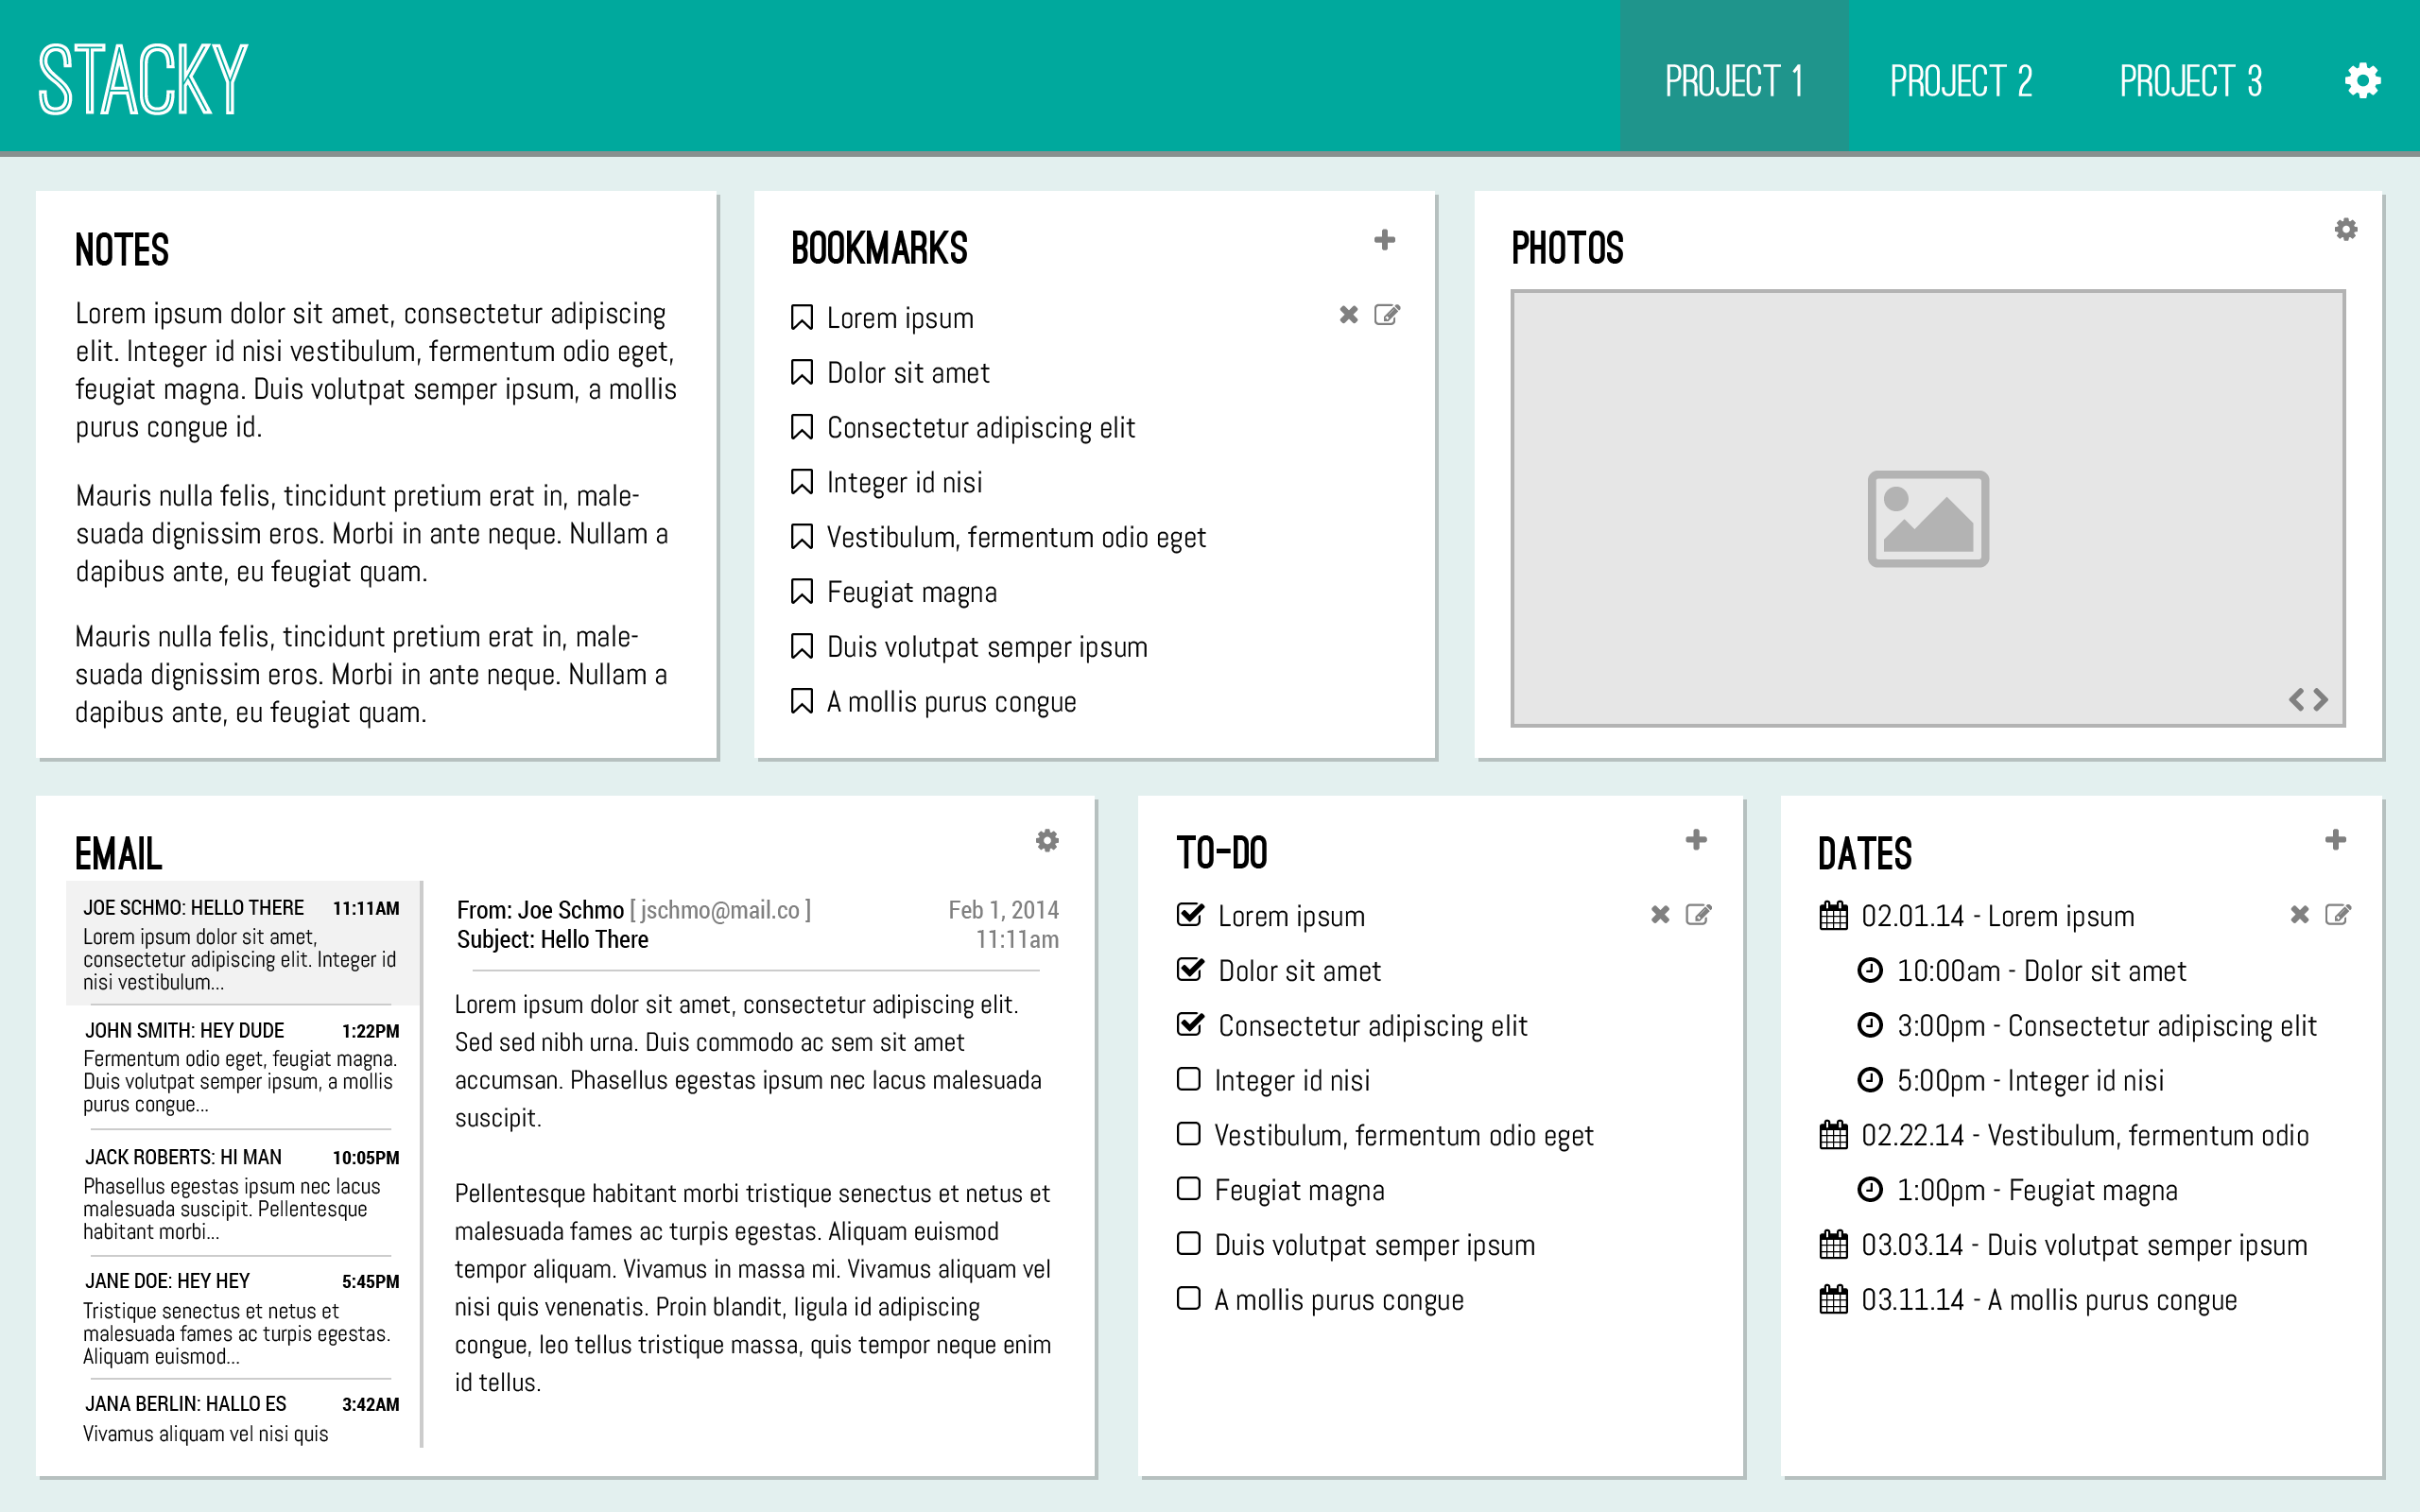 STACKY
PROJECT 1
PROJECT 2
PROJECT 3
NOTES
Lorem ipsum dolor sit amet, consectetur adipiscing
elit. Integer id nisi vestibulum, fermentum odio eget,
feugiat magna. Duis volutpat semper ipsum, a mollis
purus congue id.
Mauris nulla felis, tincidunt pretium erat in, male-
suada dignissim eros. Morbi in ante neque. Nullam a
dapibus ante, eu feugiat quam.
Mauris nulla felis, tincidunt pretium erat in, male-
suada dignissim eros. Morbi in ante neque. Nullam a
dapibus ante, eu feugiat quam.
BOOKMARKS
Lorem ipsum
Dolor sit amet
Consectetur adipiscing elit
Integer id nisi
Vestibulum, fermentum odio eget
Feugiat magna
Duis volutpat semper ipsum
A mollis purus congue
PHOTOS
EMAIL
JOE SCHMO: HELLO THERE 11:11AM
Lorem ipsum dolor sit amet,
consectetur adipiscing elit. Integer id
nisi vestibulum...
JOHN SMITH: HEY DUDE 1:22PM
Fermentum odio eget, feugiat magna.
Duis volutpat semper ipsum, a mollis
purus congue...
JACK ROBERTS: HI MAN 10:05PM
Phasellus egestas ipsum nec lacus
malesuada suscipit. Pellentesque
habitant morbi...
JANE DOE: HEY HEY 5:45PM
Tristique senectus et netus et
malesuada fames ac turpis egestas.
Aliquam euismod...
JANA BERLIN: HALLO ES 3:42AM
Vivamus aliquam vel nisi quis
From: Joe Schmo [ jschmo@mail.co ] Feb 1, 2014
Subject: Hello There 11:11am
Lorem ipsum dolor sit amet, consectetur adipiscing elit.
Sed sed nibh urna. Duis commodo ac sem sit amet
accumsan. Phasellus egestas ipsum nec lacus malesuada
suscipit.
Pellentesque habitant morbi tristique senectus et netus et
malesuada fames ac turpis egestas. Aliquam euismod
tempor aliquam. Vivamus in massa mi. Vivamus aliquam vel
nisi quis venenatis. Proin blandit, ligula id adipiscing
congue, leo tellus tristique massa, quis tempor neque enim
id tellus.
TO-DO
Lorem ipsum
Dolor sit amet
Consectetur adipiscing elit
Integer id nisi
Vestibulum, fermentum odio eget
Feugiat magna
Duis volutpat semper ipsum
A mollis purus congue
DATES
02.01.14 - Lorem ipsum
10:00am - Dolor sit amet
3:00pm - Consectetur adipiscing elit
5:00pm - Integer id nisi
02.22.14 - Vestibulum, fermentum odio
1:00pm - Feugiat magna
03.03.14 - Duis volutpat semper ipsum
03.11.14 - A mollis purus congue